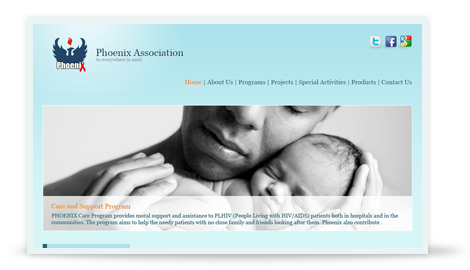 Phoenix
Phoenix Association
to everywhere in need
Home | About Us | Programs | Projects | Special Activities | Products | Contact Us
Care and Support Program
PHOENIX Care Program provides moral support and assistance to PLHIV (People Living with HIV/AIDS) patients both in hospitals and in the
communities. The program aims to help the needy patients with no close family and friends looking after them. Phoenix also contribute .